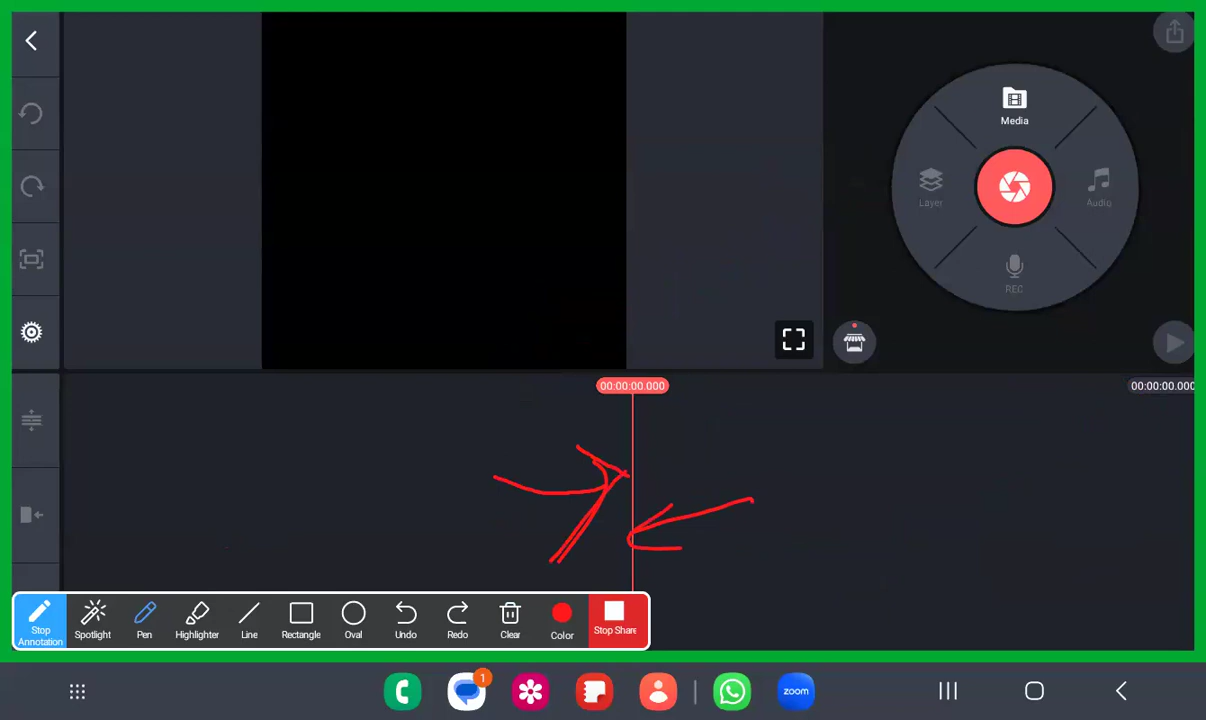 Media
Layer
Audio
REC
00:00:00.000
00:00:00.000
Stop Annotation
Spotlight
Pen
Highlighter
Line
Rectangle
Oval
Undo
Redo
Clear
Color
Stop Share
1
zoom